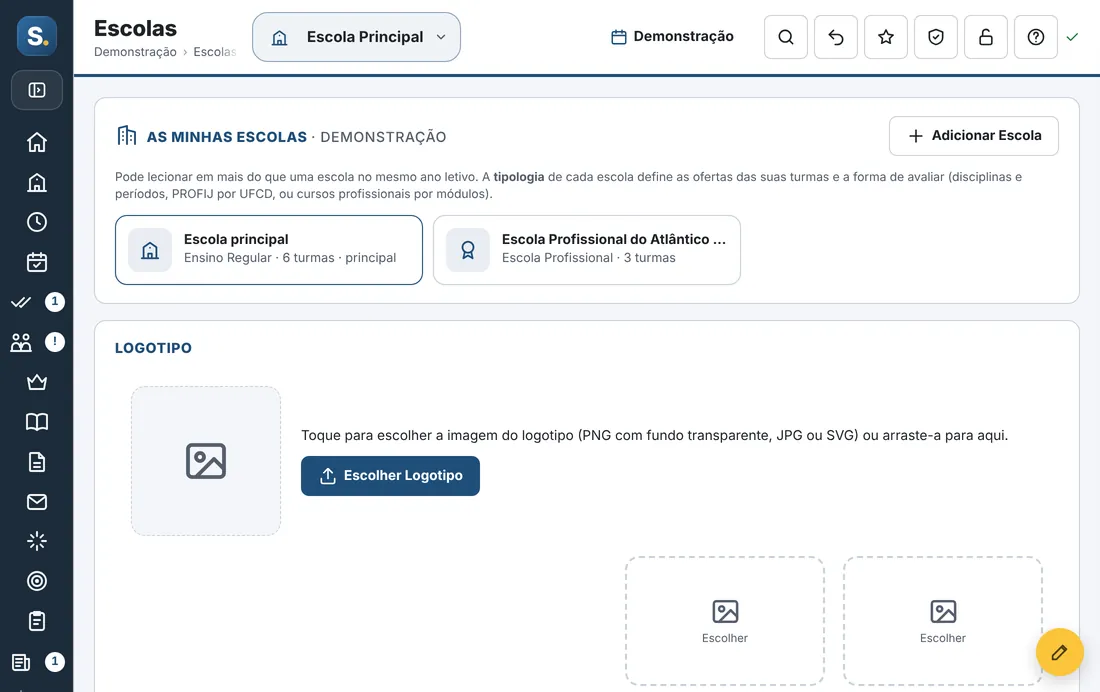 S.
Escolas
Demonstração › Escolas
Escola Principal
Demonstração
AS MINHAS ESCOLAS · DEMONSTRAÇÃO
Adicionar Escola
Pode lecionar em mais do que uma escola no mesmo ano letivo. A tipologia de cada escola define as ofertas das suas turmas e a forma de avaliar (disciplinas e
períodos, PROFIJ por UFCD, ou cursos profissionais por módulos).
Escola principal
Ensino Regular · 6 turmas · principal
Escola Profissional do Atlântico ...
Escola Profissional · 3 turmas
1
!
LOGOTIPO
Toque para escolher a imagem do logotipo (PNG com fundo transparente, JPG ou SVG) ou arraste-a para aqui.
Escolher Logotipo
Escolher
Escolher
1